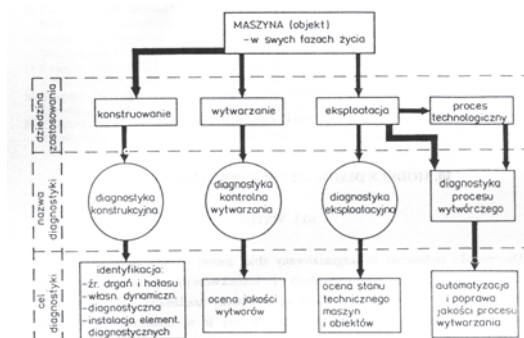 MASZYNA (objekt)
- w swych fazach życia
dziedzina
zastosowania
konstruowanie
wytwarzanie
eksploatacja
proces
technologiczny
nazwa
diagnostyki
diagnostyka
konstrukcyjna
diagnostyka
kontrolna
wytwarzania
diagnostyka
eksploatacyjna
diagnostyka
procesu
wytwórczego
cel
diagnostyki
identyfikacja:
-źr. drgań i hałasu
-własn. dynamiczn.
-diagnostyczna
-instalacja element.
diagnostycznych
ocena jakości
wytworów
ocena stanu
technicznego
maszyn
i obiektów
automatyzacja
i poprawa
jakości procesu
wytwarzania